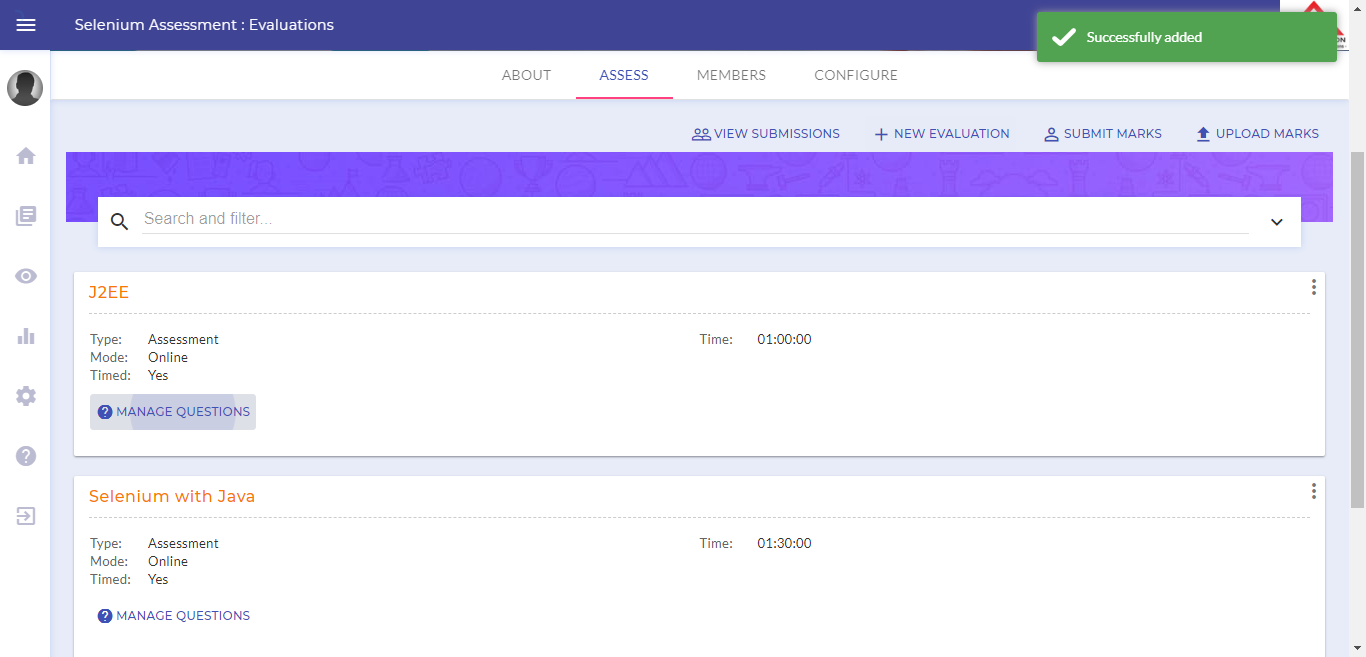 Selenium Assessment : Evaluations
Successfully added
ABOUT
ASSESS
MEMBERS
CONFIGURE
VIEW SUBMISSIONS
NEW EVALUATION
SUBMIT MARKS
UPLOAD MARKS
Search and filter...
J2EE
Type: Assessment
Time: 01:00:00
Mode: Online
Timed: Yes
MANAGE QUESTIONS
Selenium with Java
Type: Assessment
Time: 01:30:00
Mode: Online
Timed: Yes
MANAGE QUESTIONS